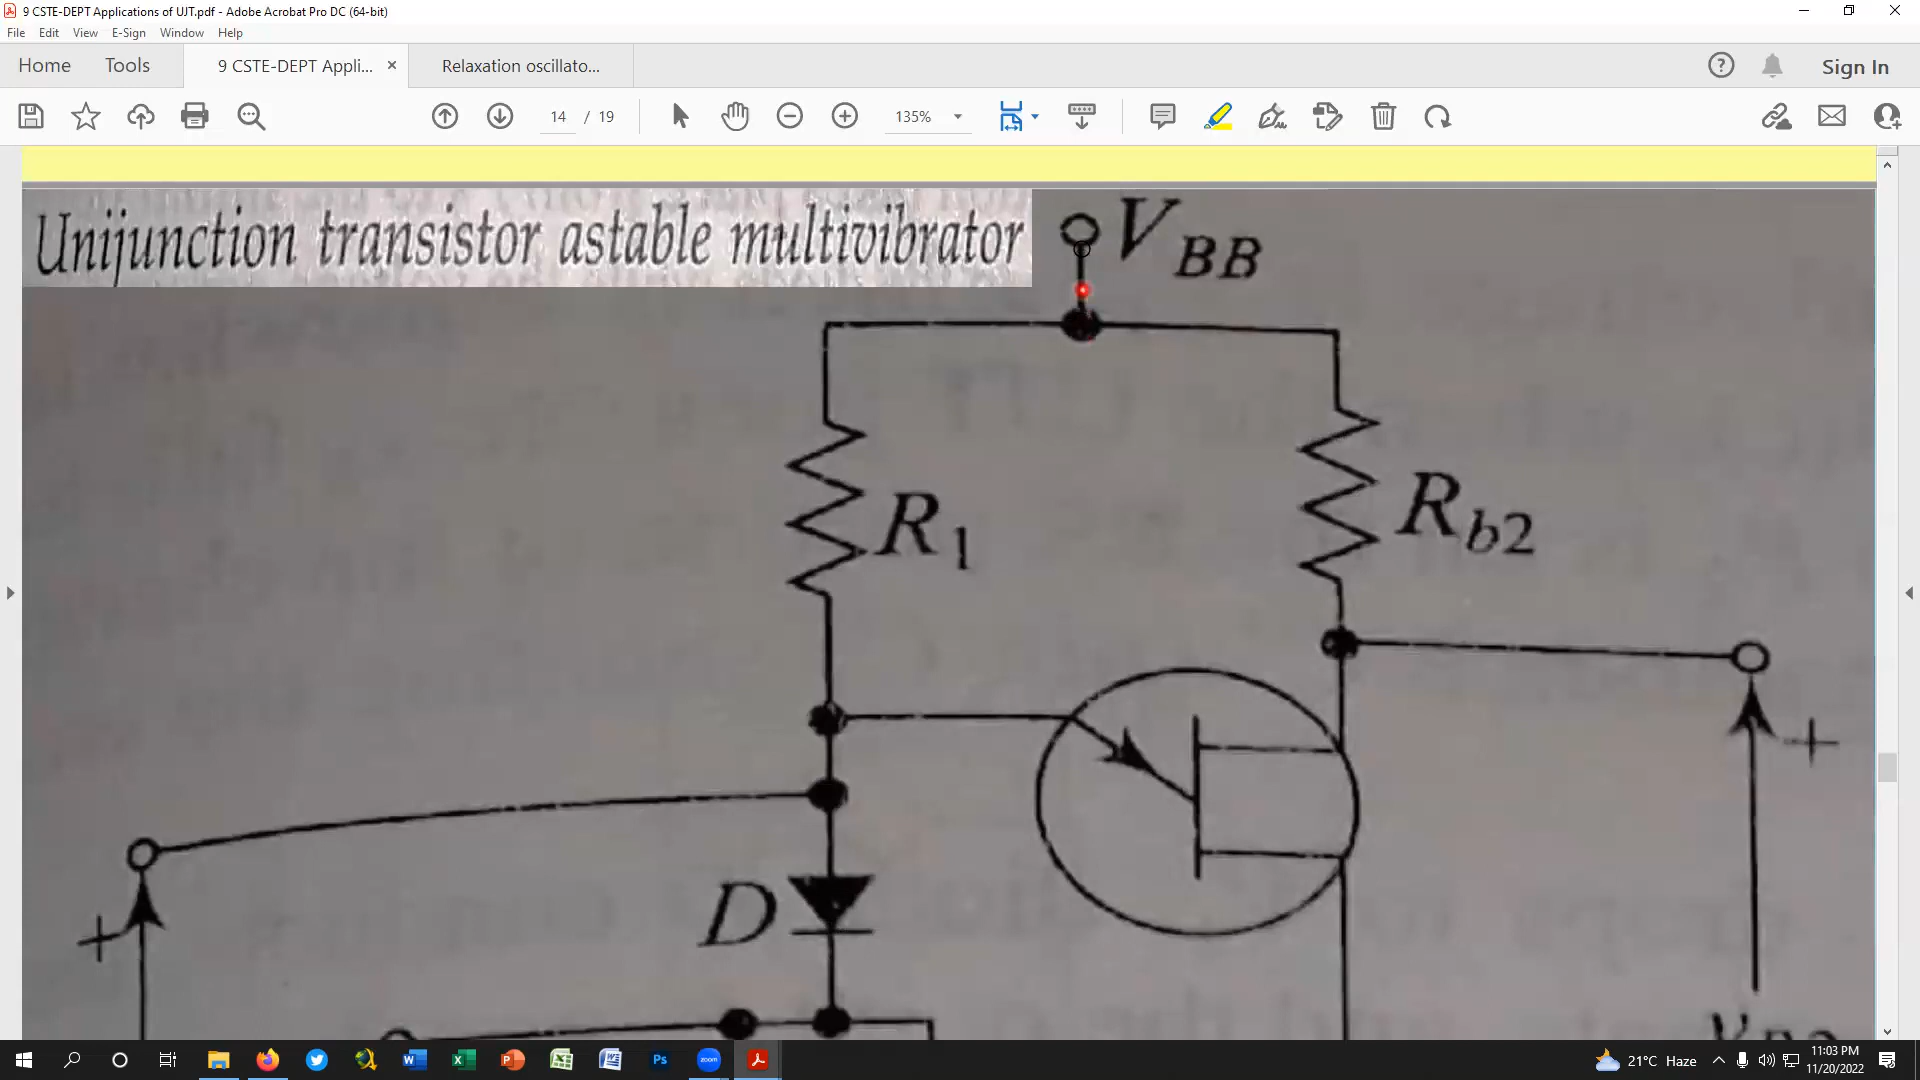 9 CSTE-DEPT Applications of UJT.pdf - Adobe Acrobat Pro DC (64-bit)
File Edit View E-Sign Window Help
Home Tools 9 CSTE-DEPT Appli... × Relaxation oscillato... Sign In
14 / 19 135%
Unijunction transistor astable multivibrator
V BB
R1
Rb2
+
D
+
21°C Haze
11:03 PM
11/20/2022